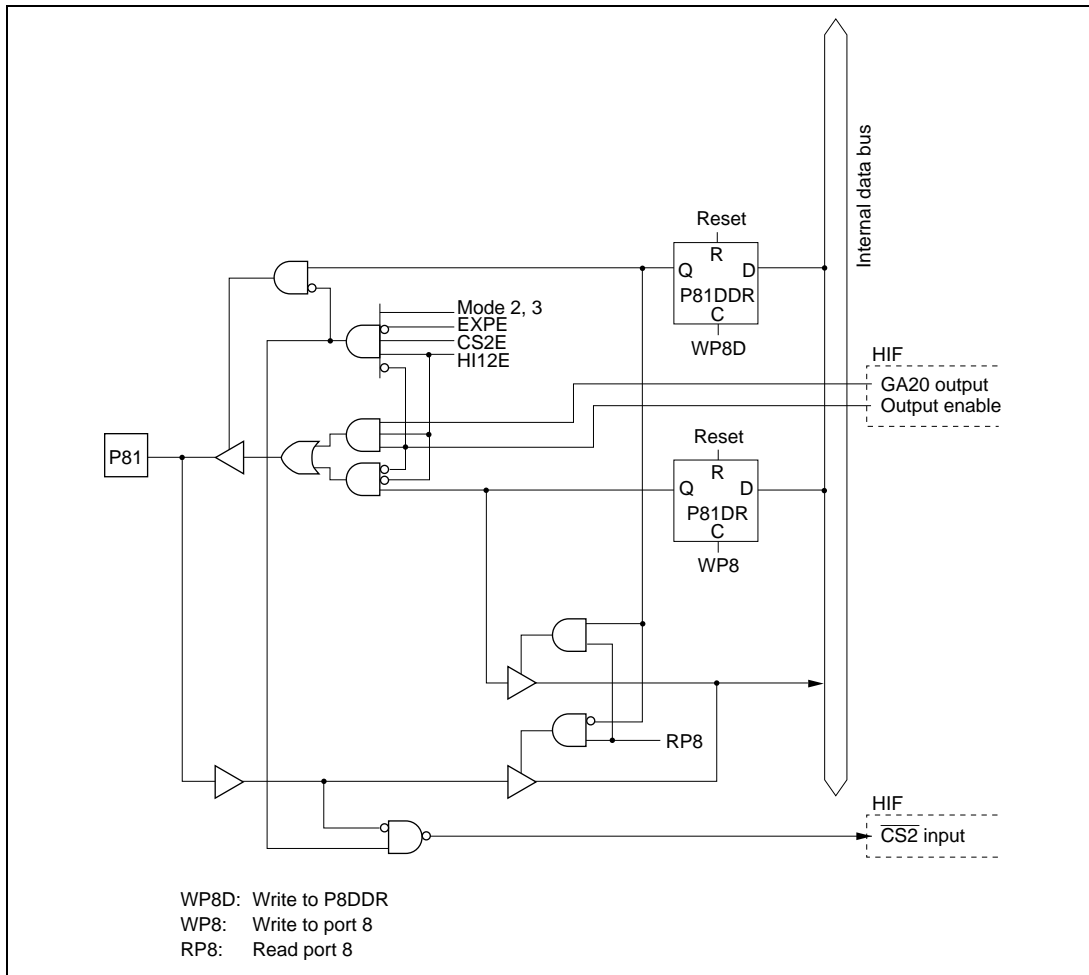 Internal data bus
Reset
R
Q D
P81DDR
C
WP8D
Mode 2, 3
EXPE
CS2E
HI12E
HIF
GA20 output
Output enable
P81
Reset
R
Q D
P81DR
C
WP8
RP8
HIF
C̅S̅2̅ input
WP8D: Write to P8DDR
WP8: Write to port 8
RP8: Read port 8